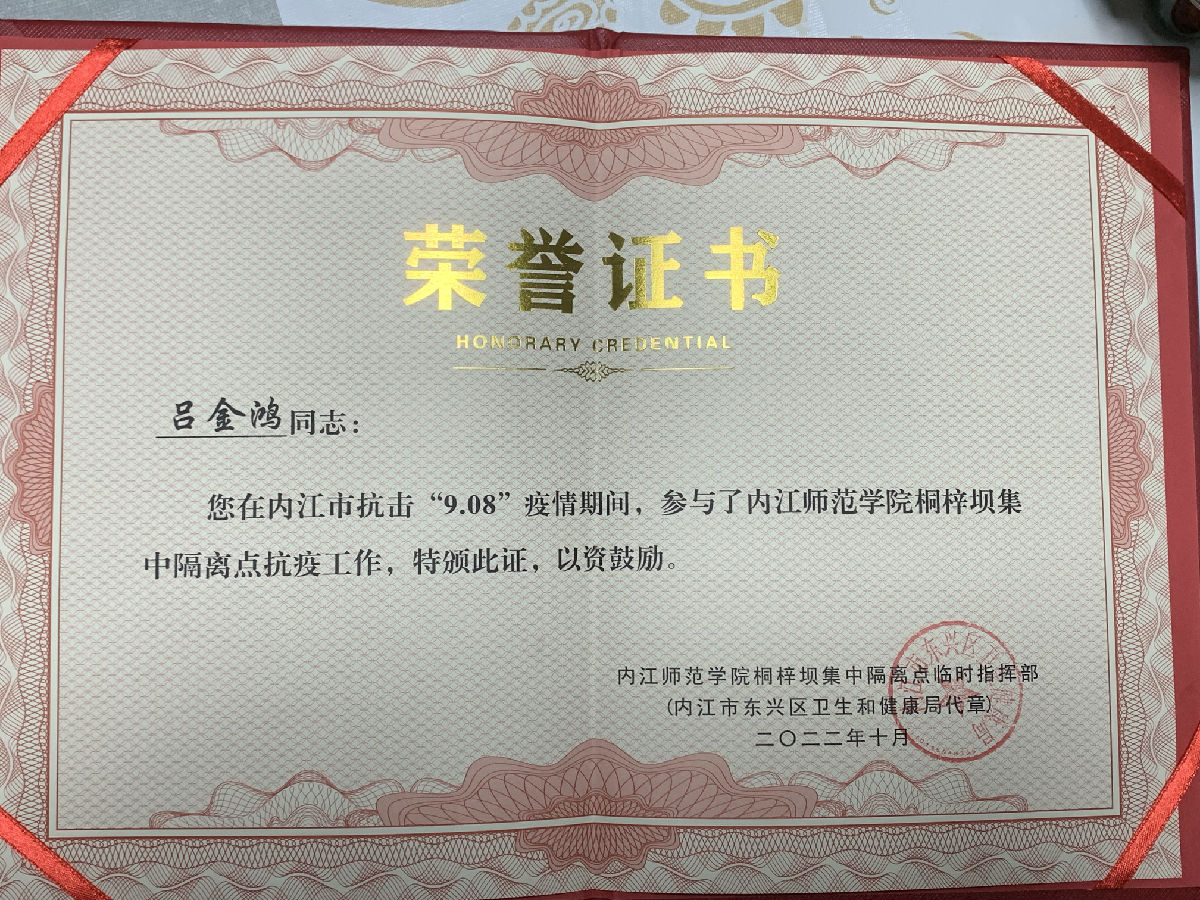 荣誉证书
HONORARY CREDENTIAL
吕金鸿同志：
您在内江市抗击“9.08”疫情期间，参与了内江师范学院桐梓坝集
中隔离点抗疫工作，特颁此证，以资鼓励。
内江师范学院桐梓坝集中隔离点临时指挥部
(内江市东兴区卫生和健康局代章)
二〇二二年十月